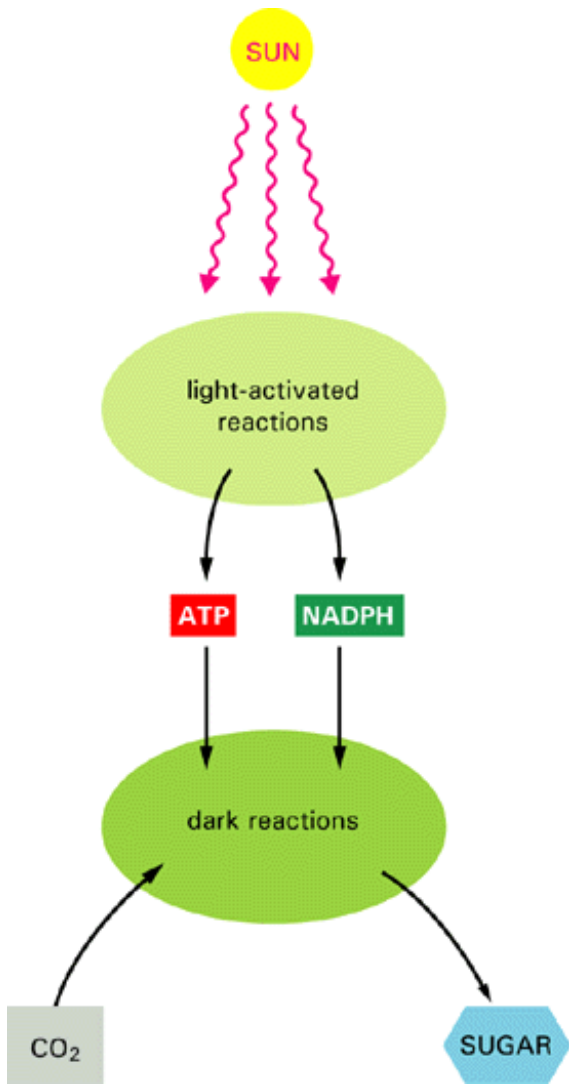 SUN
light-activated
reactions
ATP
NADPH
dark reactions
CO₂
SUGAR